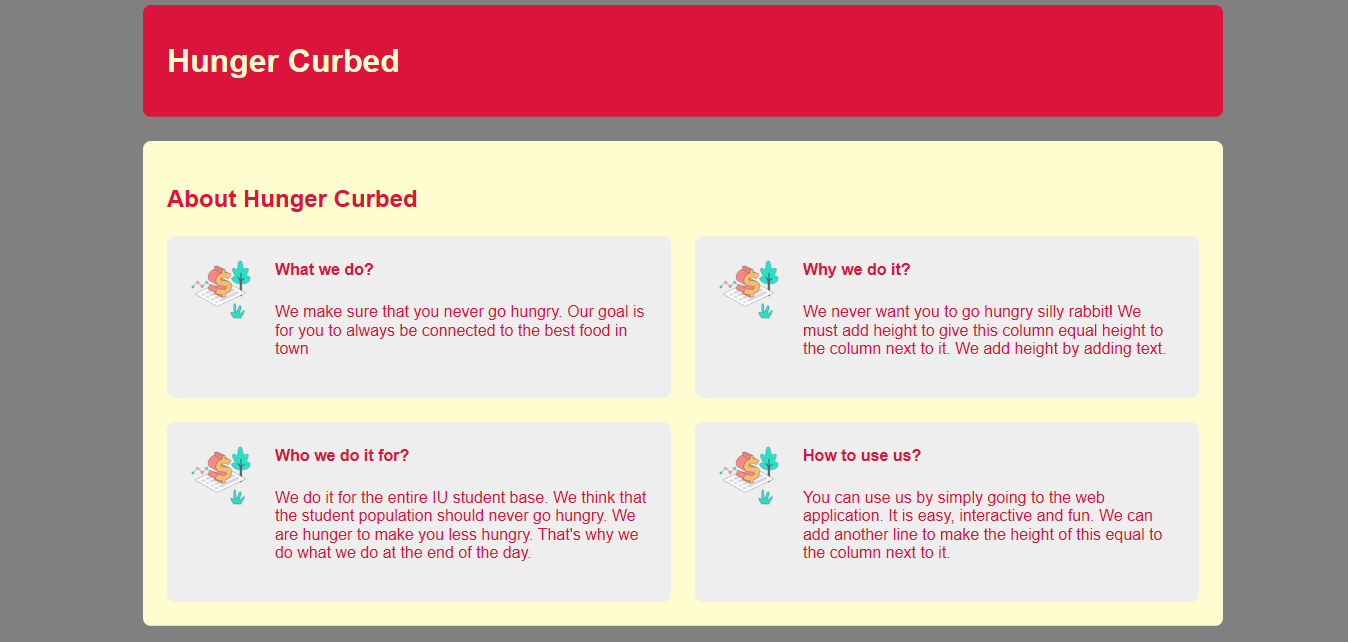 Hunger Curbed
About Hunger Curbed
What we do?
We make sure that you never go hungry. Our goal is
for you to always be connected to the best food in
town
Why we do it?
We never want you to go hungry silly rabbit! We
must add height to give this column equal height to
the column next to it. We add height by adding text.
Who we do it for?
We do it for the entire IU student base. We think that
the student population should never go hungry. We
are hunger to make you less hungry. That's why we
do what we do at the end of the day.
How to use us?
You can use us by simply going to the web
application. It is easy, interactive and fun. We can
add another line to make the height of this equal to
the column next to it.